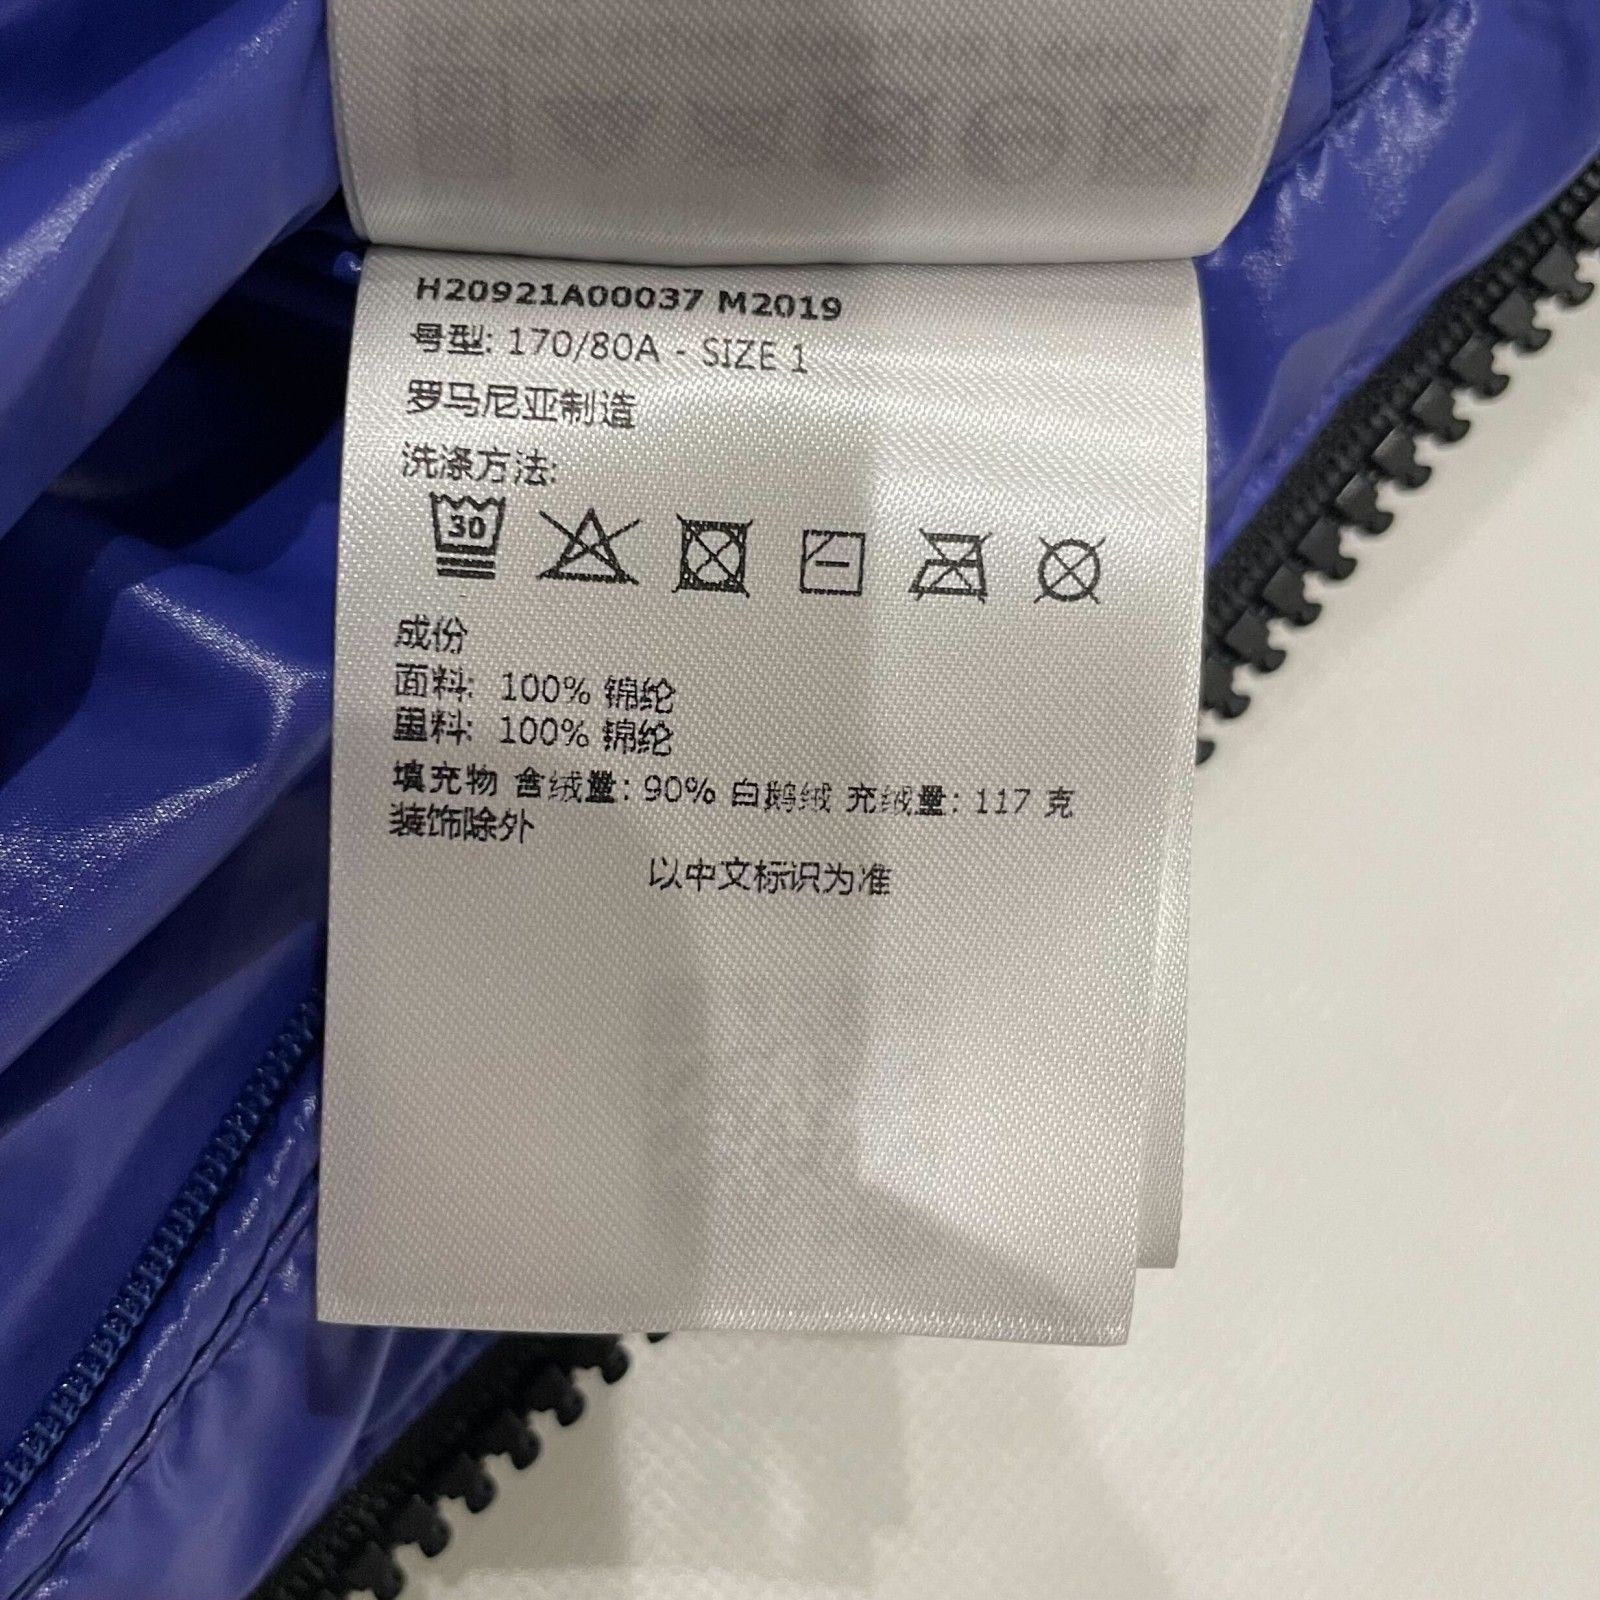 H20921A00037 M2019
号型: 170/80A - SIZE 1
罗马尼亚制造
洗涤方法:
30
成份
面料: 100% 锦纶
里料: 100% 锦纶
填充物 含绒量: 90% 白鹅绒 充绒量: 117 克
装饰除外
以中文标识为准